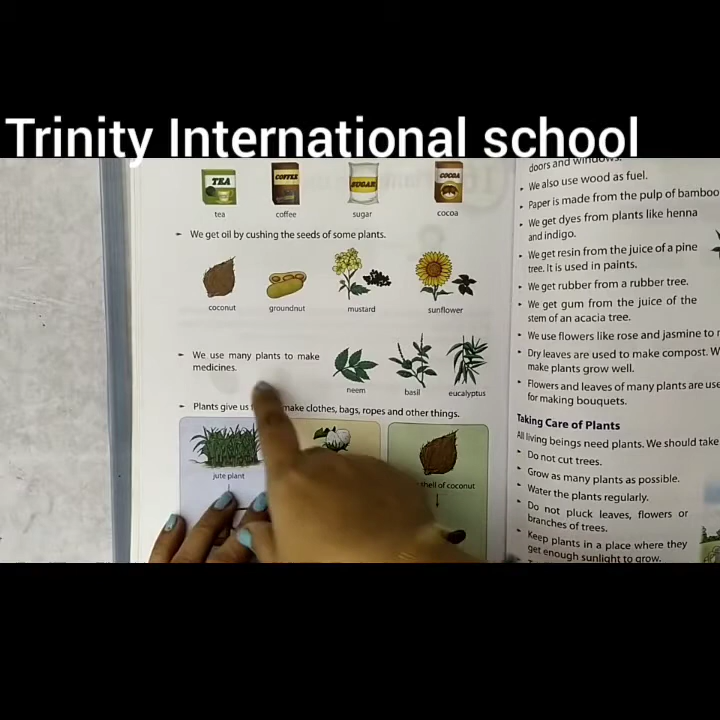 Trinity International school
TEA
COFFEE
SUGAR
COCOA
tea coffee sugar cocoa
We get oil by cushing the seeds of some plants.
coconut groundnut mustard sunflower
We use many plants to make
medicines.
neem basil eucalyptus
Plants give us make clothes, bags, ropes and other things.
jute plant
shell of coconut
doors and windows.
We also use wood as fuel.
Paper is made from the pulp of bamboo
We get dyes from plants like henna
and indigo.
We get resin from the juice of a pine
tree. It is used in paints.
We get rubber from a rubber tree.
We get gum from the juice of the
stem of an acacia tree.
We use flowers like rose and jasmine to
Dry leaves are used to make compost.
make plants grow well.
Flowers and leaves of many plants are
for making bouquets.
Taking Care of Plants
All living beings need plants. We should take
Do not cut trees.
Grow as many plants as possible.
Water the plants regularly.
Do not pluck leaves, flowers or
branches of trees.
Keep plants in a place where they
get enough sunlight to grow.